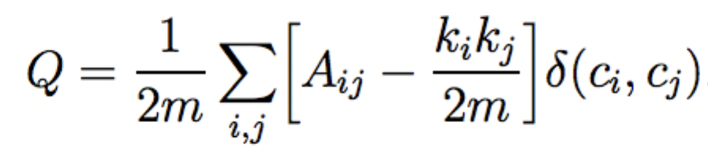 Q = \frac{1}{2m} \sum_{i,j} \left[ A_{ij} - \frac{k_i k_j}{2m} \right] \delta(c_i, c_j)